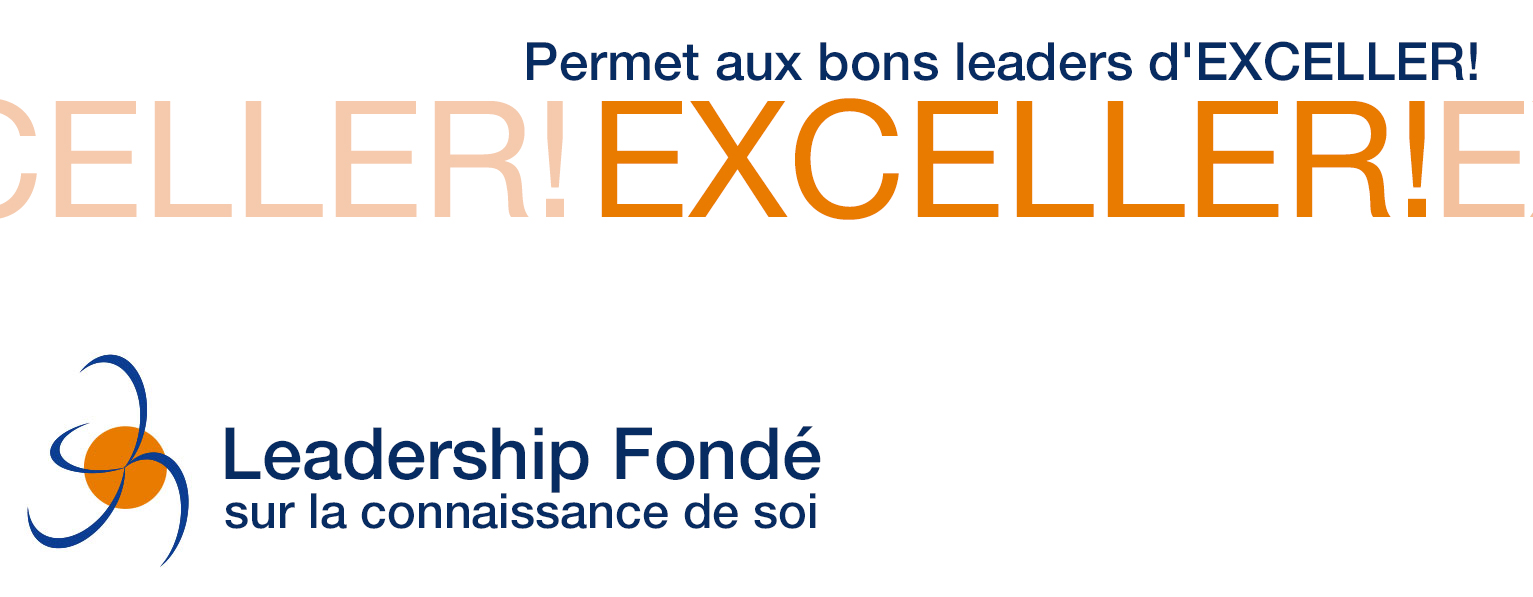 Permet aux bons leaders d'EXCELLER!
CELLER! EXCELLER! E
Leadership Fondé
sur la connaissance de soi